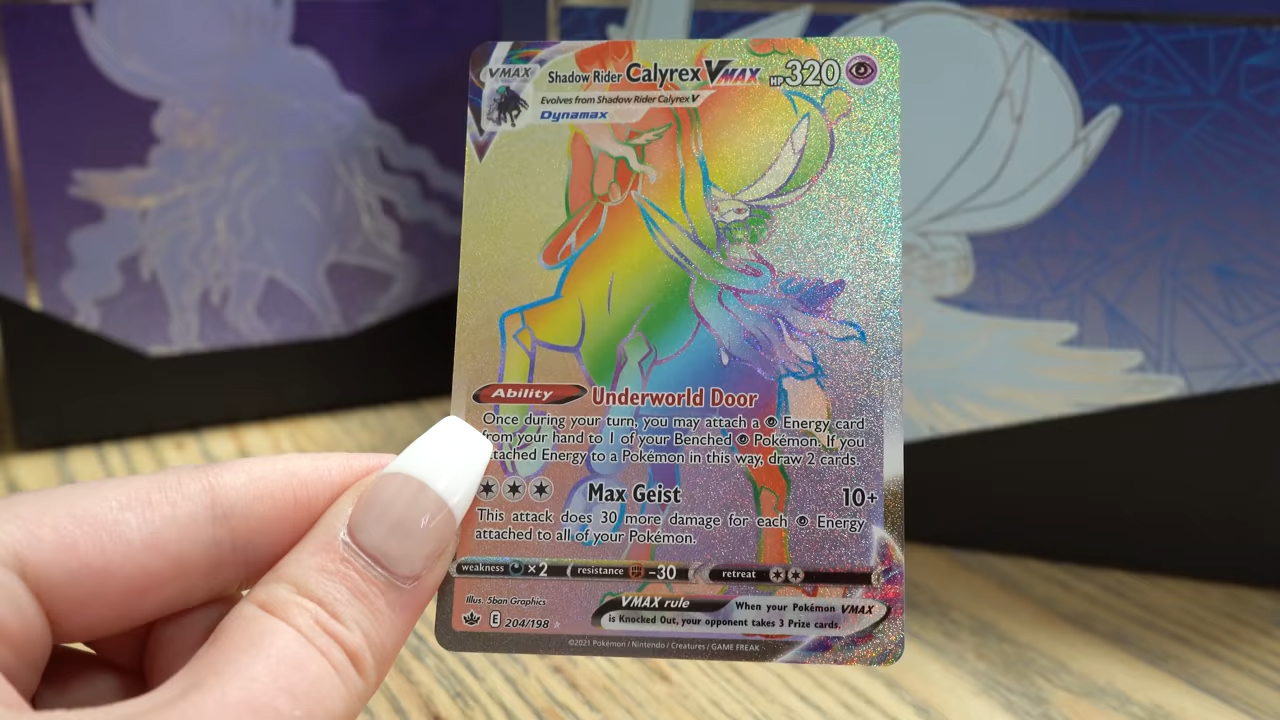 VMAX
Shadow Rider Calyrex VMAX HP 320
Evolves from Shadow Rider Calyrex V
Dynamax
Ability Underworld Door
Once during your turn, you may attach a Energy card
from your hand to 1 of your Benched Pokémon. If you
ttached Energy to a Pokémon in this way, draw 2 cards.
Max Geist 10+
This attack does 30 more damage for each Energy
attached to all of your Pokémon.
weakness ×2 resistance -30 retreat
Illus. 5ban Graphics
E 204/198
VMAX rule When your Pokémon VMAX
is Knocked Out, your opponent takes 3 Prize cards.
©2021 Pokémon / Nintendo / Creatures / GAME FREAK